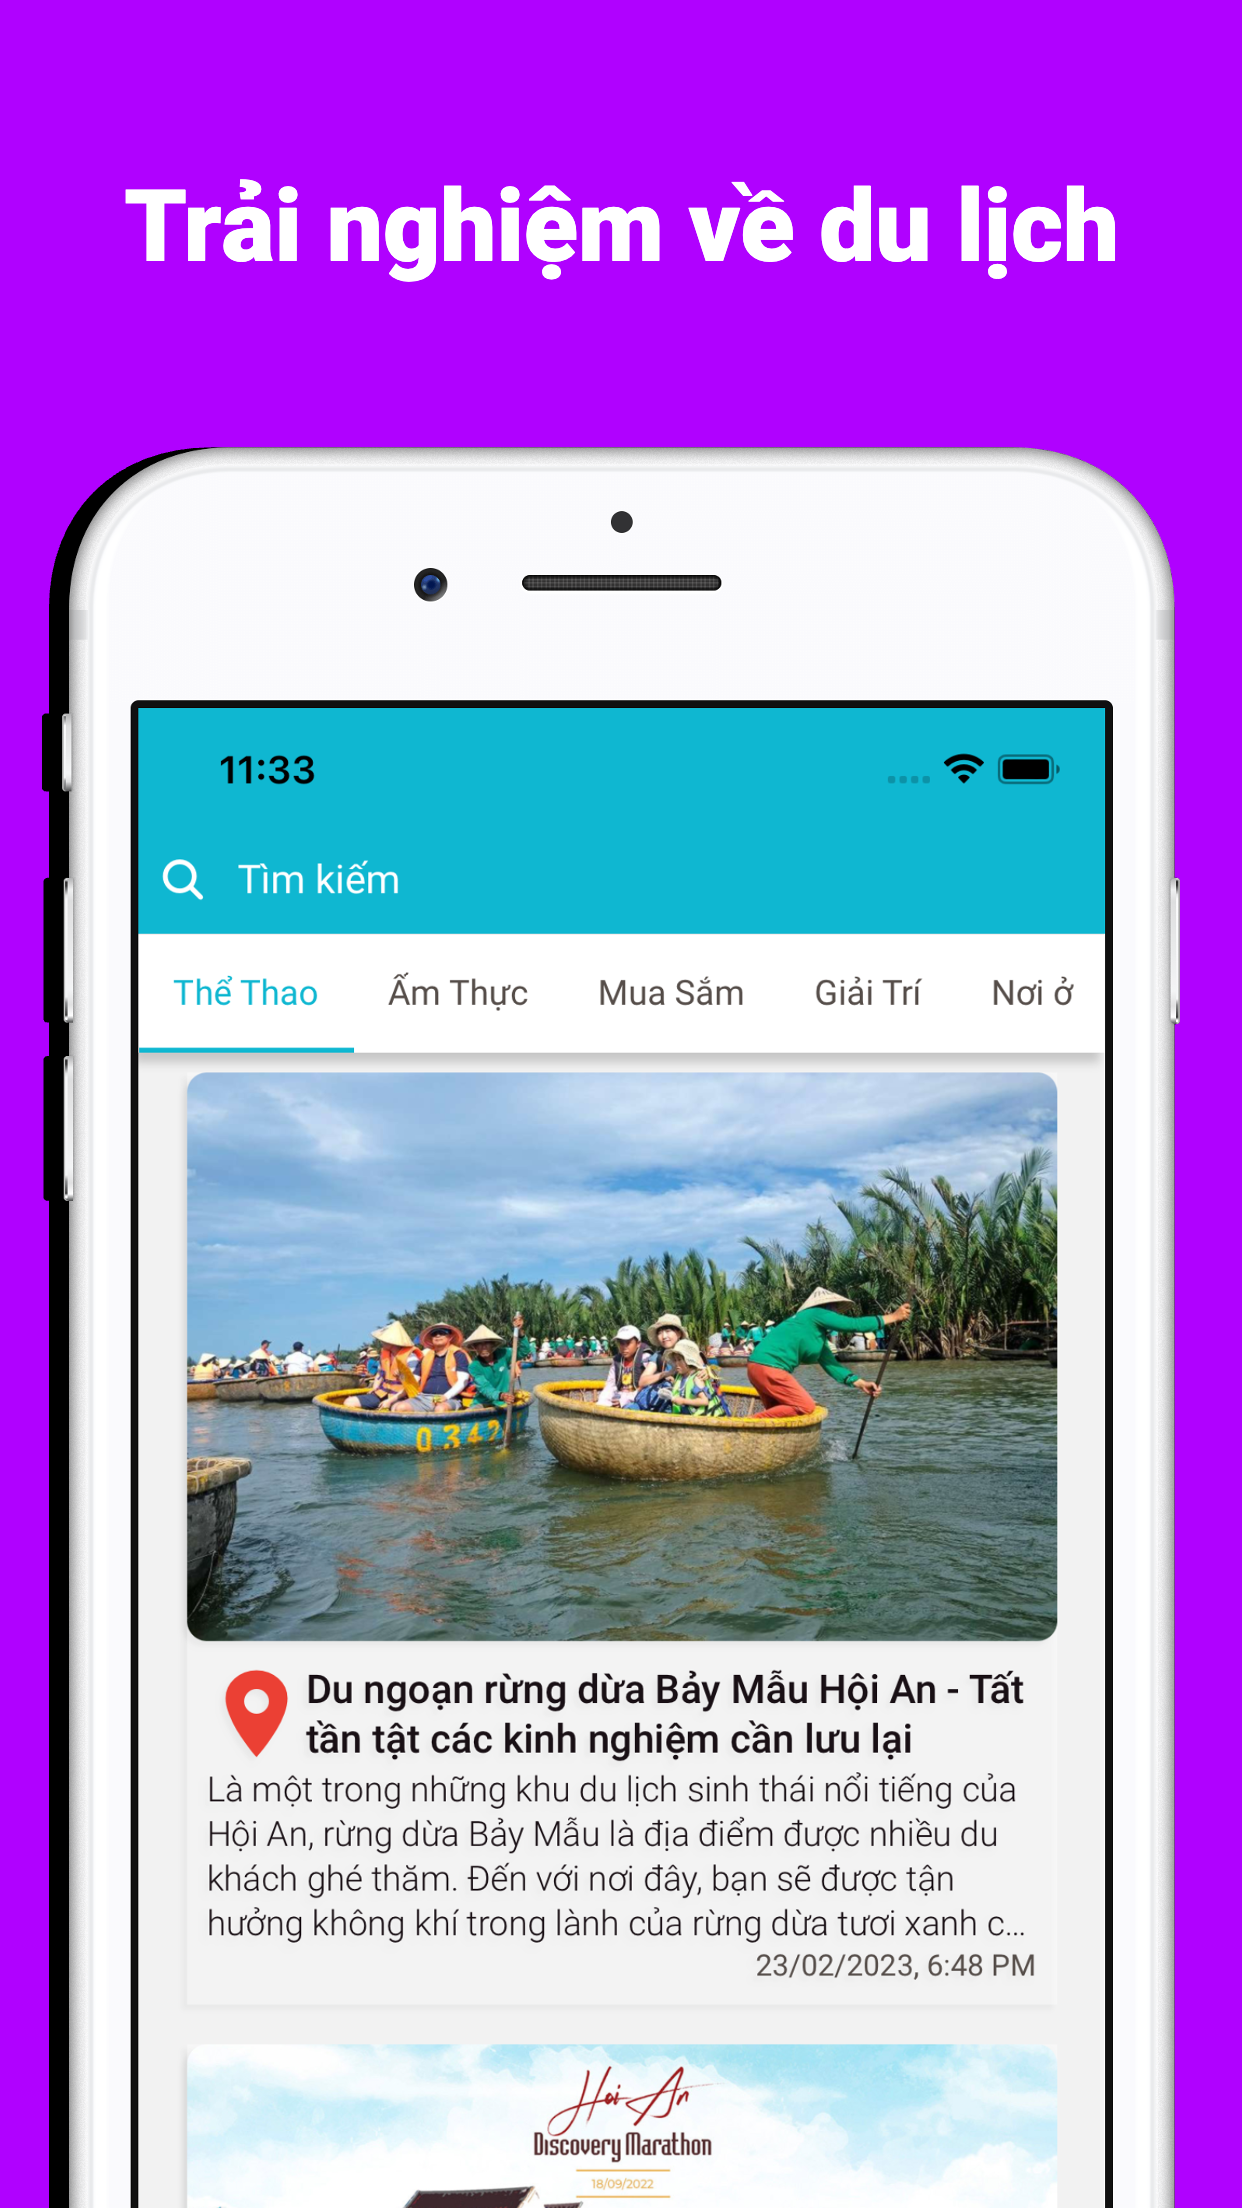 Trải nghiệm về du lịch
11:33
Tìm kiếm
Thể Thao Ẩm Thực Mua Sắm Giải Trí Nơi ở
0342
Du ngoạn rừng dừa Bảy Mẫu Hội An - Tất
tần tật các kinh nghiệm cần lưu lại
Là một trong những khu du lịch sinh thái nổi tiếng của
Hội An, rừng dừa Bảy Mẫu là địa điểm được nhiều du
khách ghé thăm. Đến với nơi đây, bạn sẽ được tận
hưởng không khí trong lành của rừng dừa tươi xanh c...
23/02/2023, 6:48 PM
Hoi An
Discovery Marathon
18/09/2022